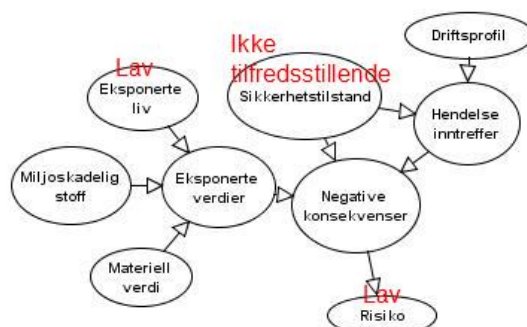 Driftsprofil
Ikke
tilfredsstillende
Sikkerhetstilstand
Lav
Eksponerte
liv
Hendelse
inntreffer
Miljoskadelig
stoff
Eksponerte
verdier
Negative
konsekvenser
Materiell
verdi
Lav
Risiko